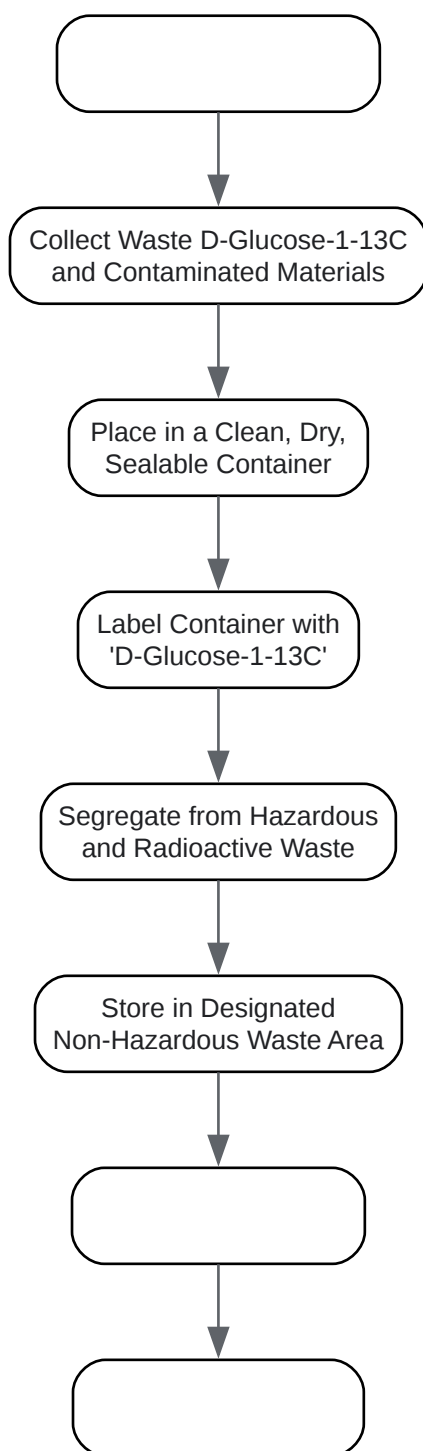 Collect Waste D-Glucose-1-13C
and Contaminated Materials
Place in a Clean, Dry,
Sealable Container
Label Container with
'D-Glucose-1-13C'
Segregate from Hazardous
and Radioactive Waste
Store in Designated
Non-Hazardous Waste Area